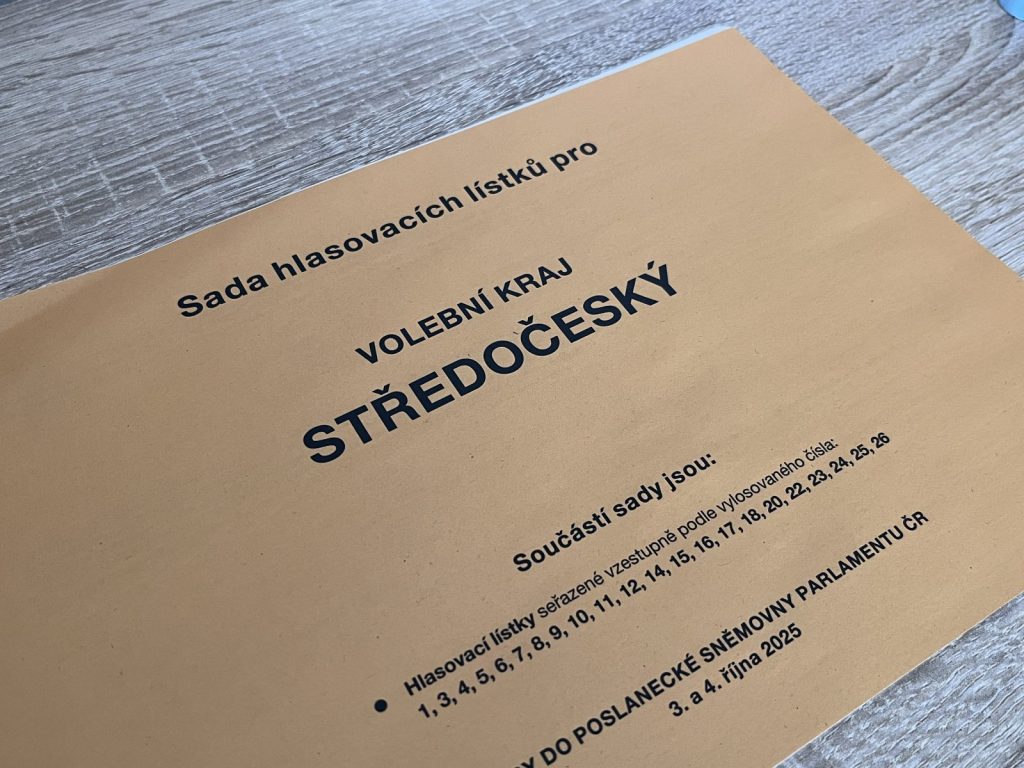 Sada hlasovacích lístků pro
VOLEBNÍ KRAJ
STŘEDOČESKÝ
Součástí sady jsou:
● Hlasovací lístky seřazené vzestupně podle vylosovaného čísla:
1, 3, 4, 5, 6, 7, 8, 9, 10, 11, 12, 14, 15, 16, 17, 18, 20, 22, 23, 24, 25, 26
DO POSLANECKÉ SNĚMOVNY PARLAMENTU ČR
3. a 4. října 2025